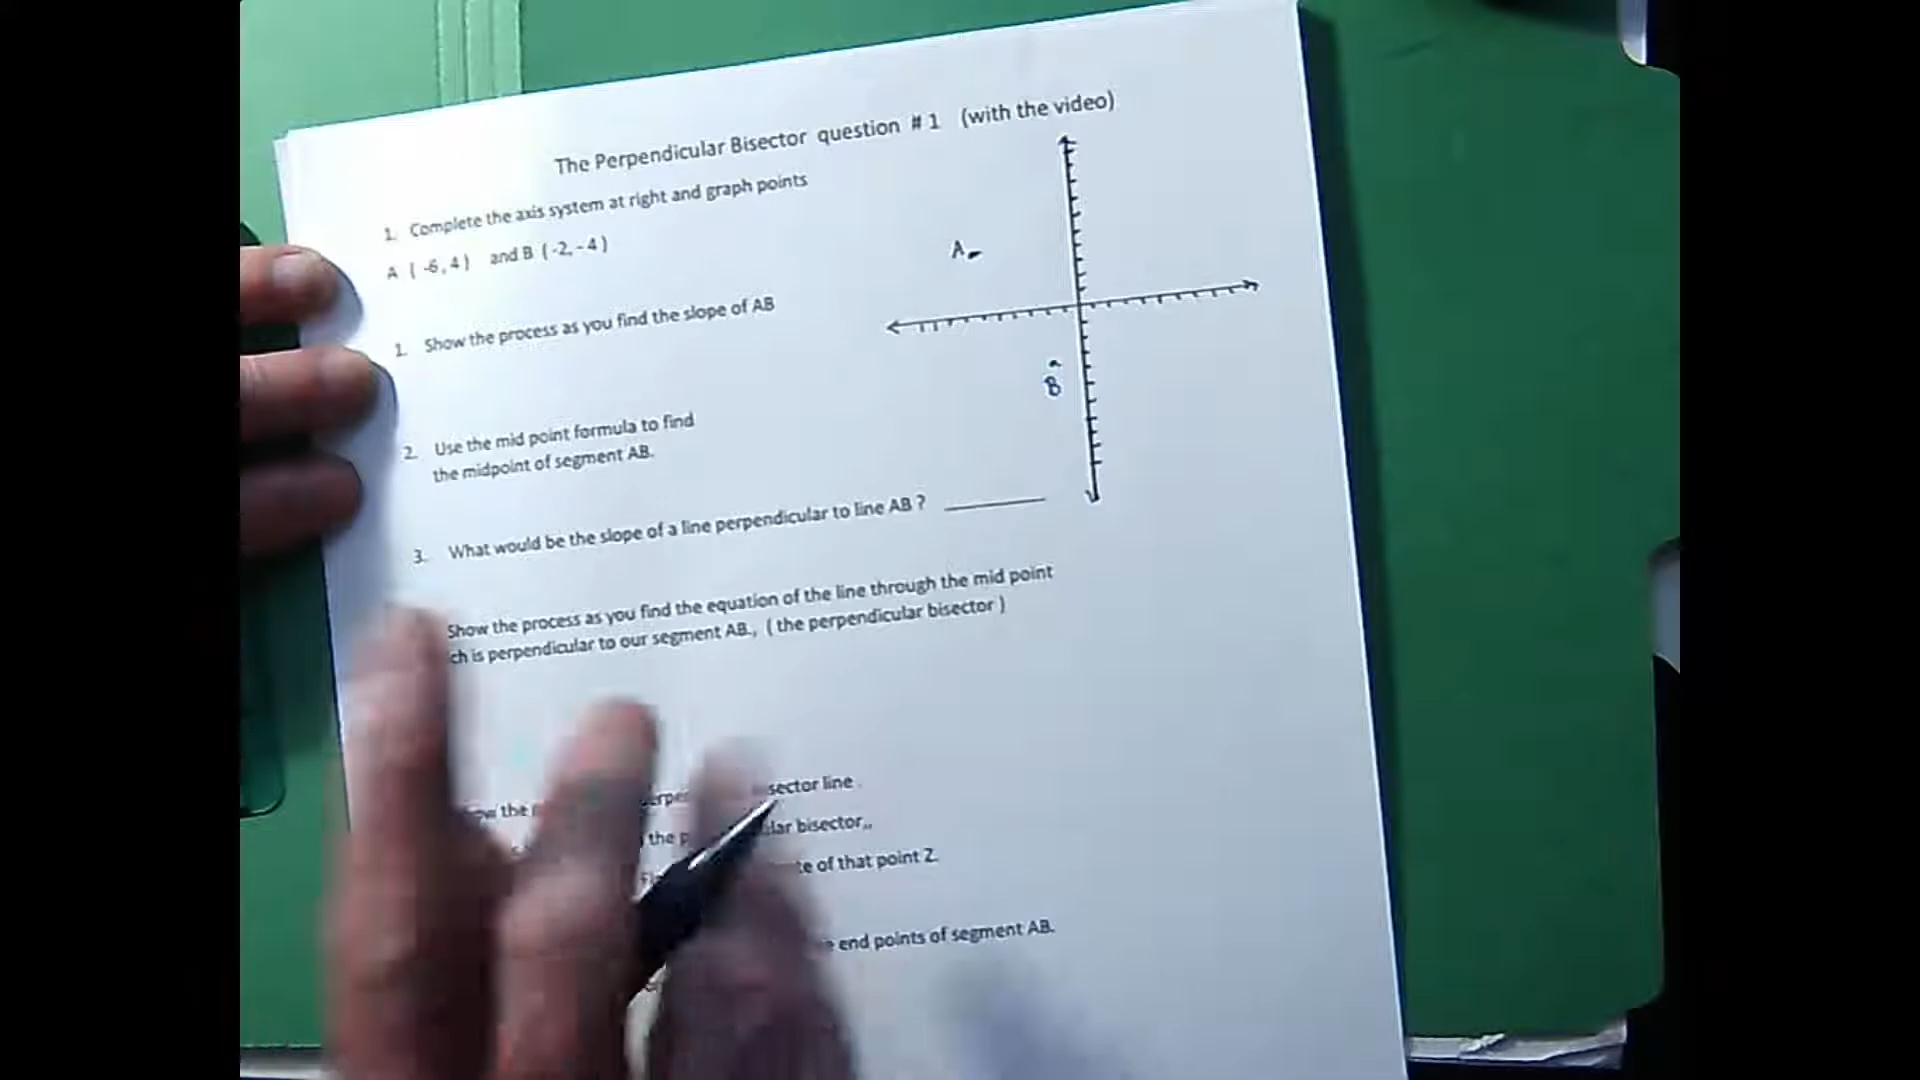 The Perpendicular Bisector question # 1 (with the video)
1. Complete the axis system at right and graph points
A ( -6 , 4 ) and B ( -2, - 4 )
A
1. Show the process as you find the slope of AB
B
2. Use the mid point formula to find
the midpoint of segment AB.
3. What would be the slope of a line perpendicular to line AB ? __________
Show the process as you find the equation of the line through the mid point
ch is perpendicular to our segment AB., ( the perpendicular bisector )
the sector line
the lar bisector,,
of that point Z.
end points of segment AB.